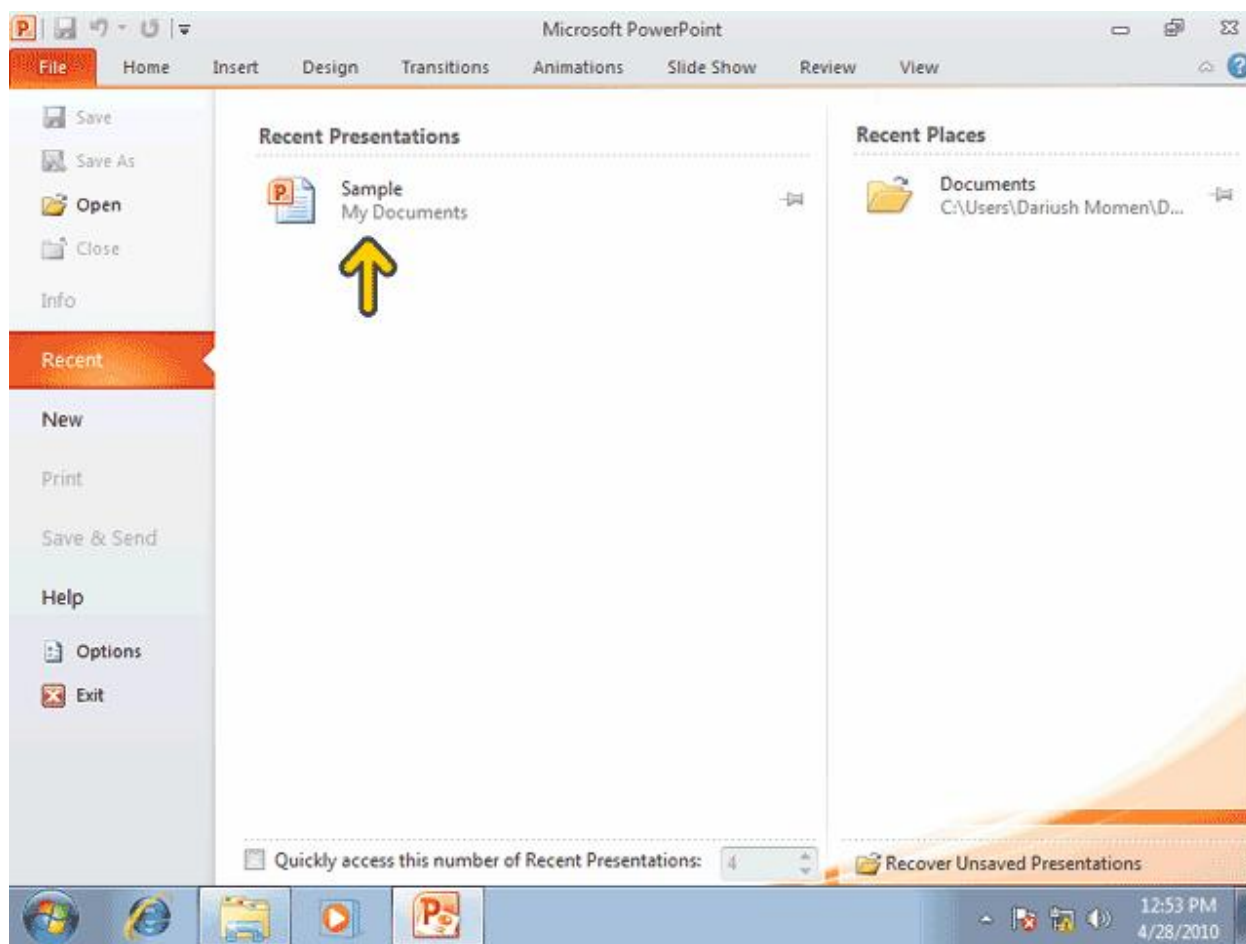 Microsoft PowerPoint
File Home Insert Design Transitions Animations Slide Show Review View
Save
Save As
Open
Close
Info
Recent
New
Print
Save & Send
Help
Options
Exit
Recent Presentations
Sample
My Documents
Recent Places
Documents
C:\Users\Dariush Momen\D...
Quickly access this number of Recent Presentations: 4
Recover Unsaved Presentations
12:53 PM
4/28/2010